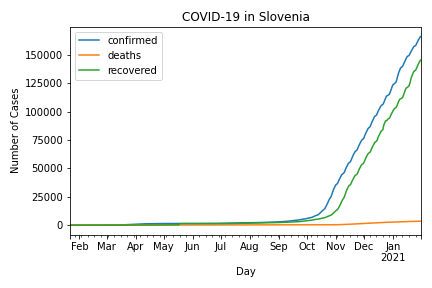 COVID-19 in Slovenia
confirmed
deaths
recovered
Number of Cases
150000
125000
100000
75000
50000
25000
0
Feb Mar Apr May Jun Jul Aug Sep Oct Nov Dec Jan
2021
Day